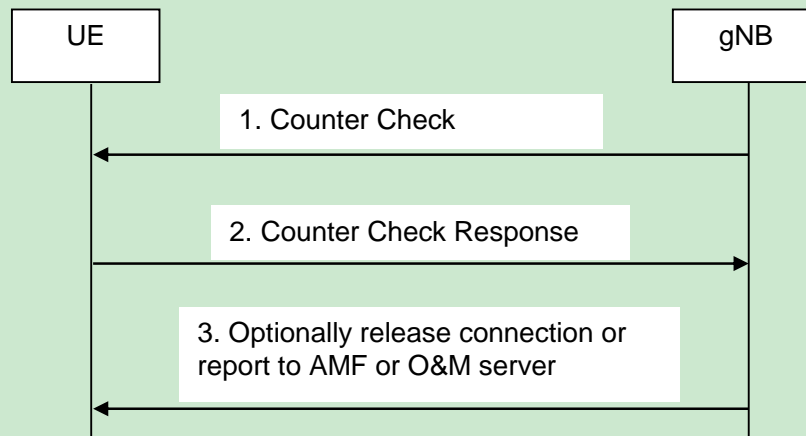 UE
gNB
1. Counter Check
2. Counter Check Response
3. Optionally release connection or
report to AMF or O&M server